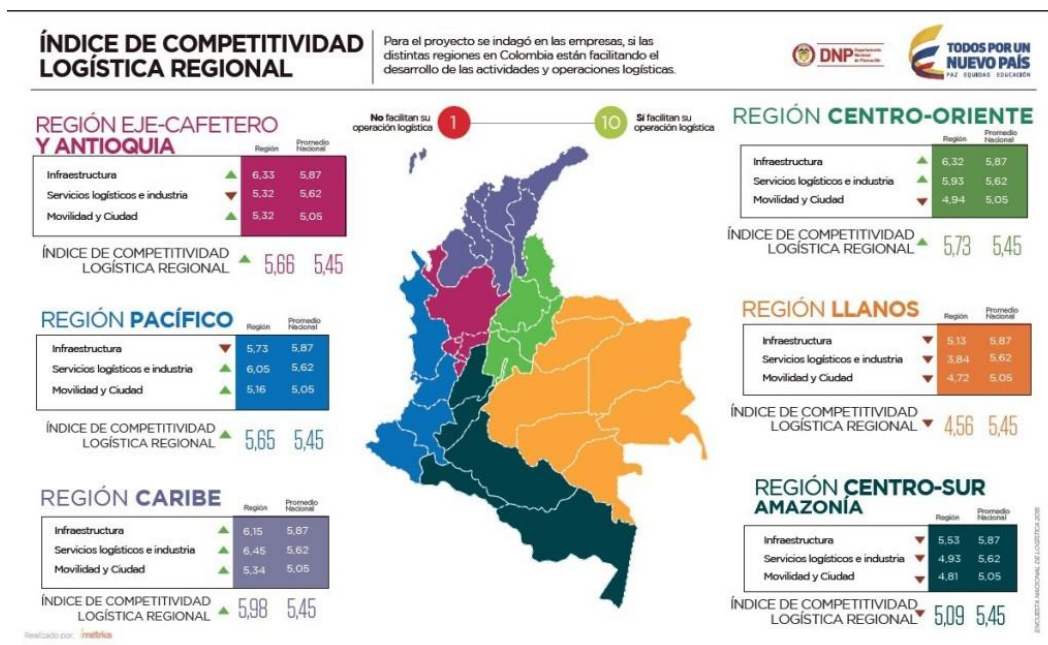 ÍNDICE DE COMPETITIVIDAD
LOGÍSTICA REGIONAL
Para el proyecto se indagó en las empresas, si las
distintas regiones en Colombia están facilitando el
desarrollo de las actividades y operaciones logísticas.
DNP Departamento
Nacional
de Planeación
TODOS POR UN
NUEVO PAÍS
PAZ EQUIDAD EDUCACIÓN
No facilitan su
operación logística
1
10
Sí facilitan su
operación logística
REGIÓN EJE-CAFETERO
Y ANTIOQUIA
Región Promedio Nacional
Infraestructura 6,33 5,87
Servicios logísticos e industria 5,32 5,62
Movilidad y Ciudad 5,32 5,05
ÍNDICE DE COMPETITIVIDAD
LOGÍSTICA REGIONAL 5,66 5,45
REGIÓN PACÍFICO
Región Promedio Nacional
Infraestructura 5,73 5,87
Servicios logísticos e industria 6,05 5,62
Movilidad y Ciudad 5,16 5,05
ÍNDICE DE COMPETITIVIDAD
LOGÍSTICA REGIONAL 5,65 5,45
REGIÓN CARIBE
Región Promedio Nacional
Infraestructura 6,15 5,87
Servicios logísticos e industria 6,45 5,62
Movilidad y Ciudad 5,34 5,05
ÍNDICE DE COMPETITIVIDAD
LOGÍSTICA REGIONAL 5,98 5,45
Realizado por:
REGIÓN CENTRO-ORIENTE
Región Promedio Nacional
Infraestructura 6,32 5,87
Servicios logísticos e industria 5,93 5,62
Movilidad y Ciudad 4,94 5,05
ÍNDICE DE COMPETITIVIDAD
LOGÍSTICA REGIONAL 5,73 5,45
REGIÓN LLANOS
Región Promedio Nacional
Infraestructura 5,13 5,87
Servicios logísticos e industria 3,84 5,62
Movilidad y Ciudad 4,72 5,05
ÍNDICE DE COMPETITIVIDAD
LOGÍSTICA REGIONAL 4,56 5,45
REGIÓN CENTRO-SUR
AMAZONÍA
Región Promedio Nacional
Infraestructura 5,53 5,87
Servicios logísticos e industria 4,93 5,62
Movilidad y Ciudad 4,81 5,05
ÍNDICE DE COMPETITIVIDAD
LOGÍSTICA REGIONAL 5,09 5,45
ENCUESTA NACIONAL DE LOGÍSTICA